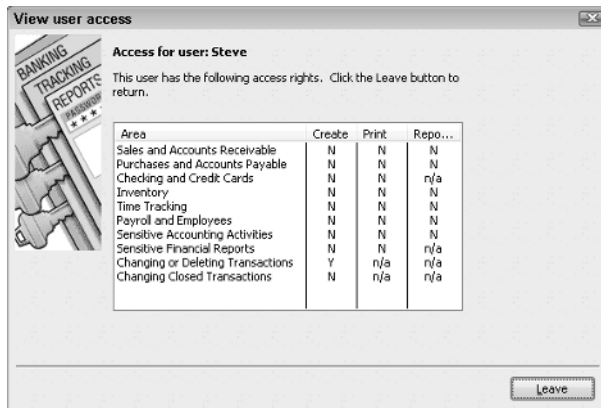 View user access
BANKING
TRACKING
REPORTS
PASSWORD
* * *
Access for user: Steve
This user has the following access rights. Click the Leave button to
return.
Area Create Print Repo...
Sales and Accounts Receivable N N N
Purchases and Accounts Payable N N N
Checking and Credit Cards N N n/a
Inventory N N N
Time Tracking N N N
Payroll and Employees N N N
Sensitive Accounting Activities N N N
Sensitive Financial Reports N N n/a
Changing or Deleting Transactions Y n/a n/a
Changing Closed Transactions N n/a n/a
Leave